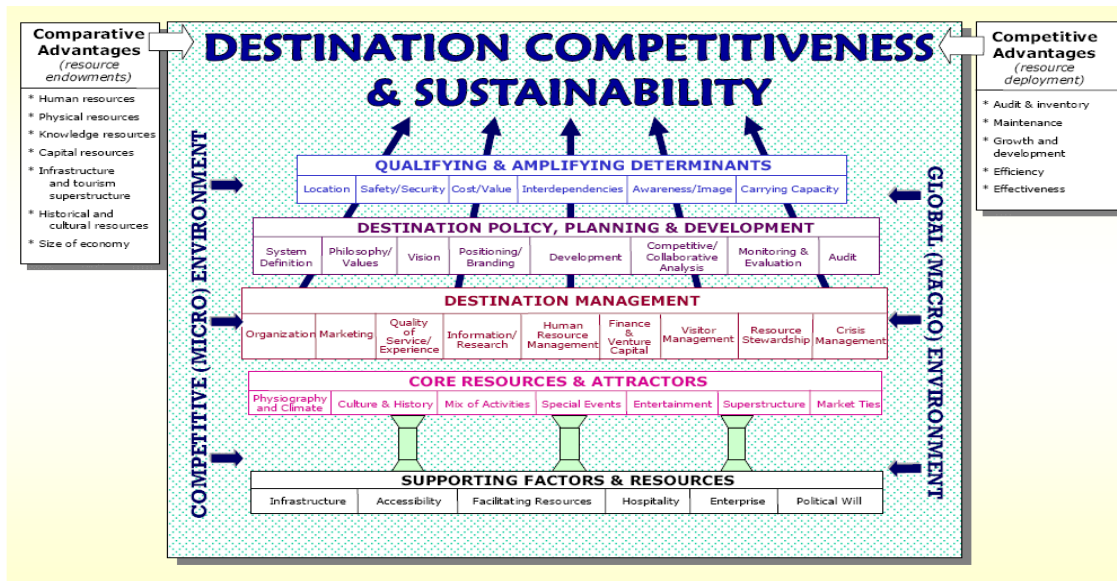 Comparative
Advantages
(resource
endowments)
* Human resources
* Physical resources
* Knowledge resources
* Capital resources
* Infrastructure
and tourism
superstructure
* Historical and
cultural resources
* Size of economy
DESTINATION COMPETITIVENESS
& SUSTAINABILITY
Competitive
Advantages
(resource
deployment)
* Audit & inventory
* Maintenance
* Growth and
development
* Efficiency
* Effectiveness
COMPETITIVE (MICRO) ENVIRONMENT
GLOBAL (MACRO) ENVIRONMENT
QUALIFYING & AMPLIFYING DETERMINANTS
Location Safety/Security Cost/Value Interdependencies Awareness/Image Carrying Capacity
DESTINATION POLICY, PLANNING & DEVELOPMENT
System
Definition
Philosophy/
Values
Vision
Positioning/
Branding
Development
Competitive/
Collaborative
Analysis
Monitoring &
Evaluation
Audit
DESTINATION MANAGEMENT
Organization
Marketing
Quality
of
Service/
Experience
Information/
Research
Human
Resource
Management
Finance
&
Venture
Capital
Visitor
Management
Resource
Stewardship
Crisis
Management
CORE RESOURCES & ATTRACTORS
Physiography
and Climate
Culture & History
Mix of Activities
Special Events
Entertainment
Superstructure
Market Ties
SUPPORTING FACTORS & RESOURCES
Infrastructure Accessibility Facilitating Resources Hospitality Enterprise Political Will